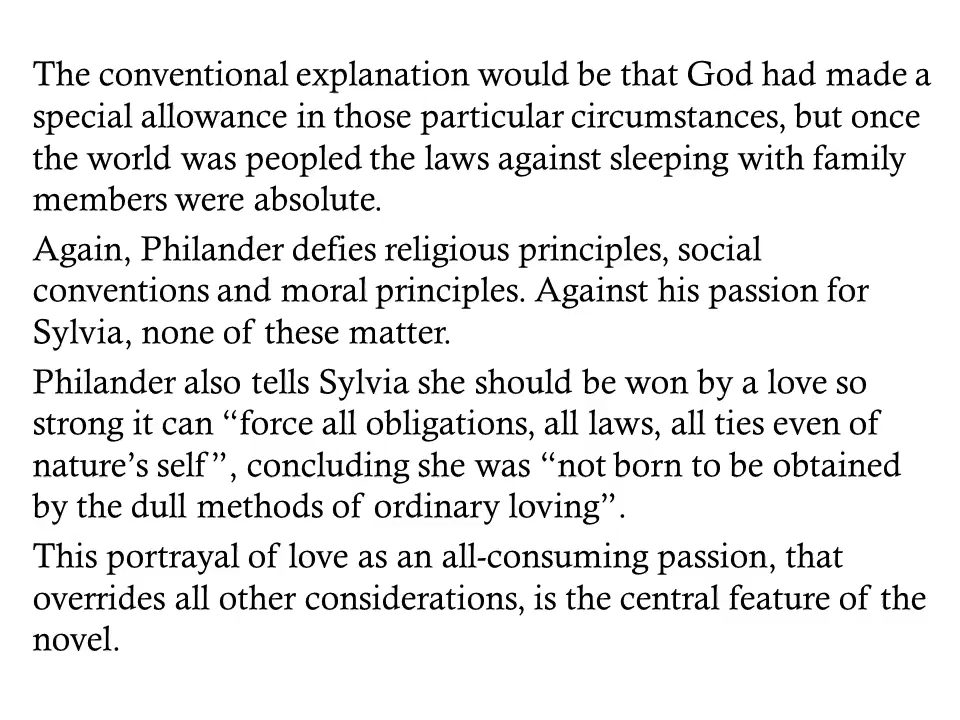 The conventional explanation would be that God had made a
special allowance in those particular circumstances, but once
the world was peopled the laws against sleeping with family
members were absolute.
Again, Philander defies religious principles, social
conventions and moral principles. Against his passion for
Sylvia, none of these matter.
Philander also tells Sylvia she should be won by a love so
strong it can “force all obligations, all laws, all ties even of
nature’s self”, concluding she was “not born to be obtained
by the dull methods of ordinary loving”.
This portrayal of love as an all-consuming passion, that
overrides all other considerations, is the central feature of the
novel.